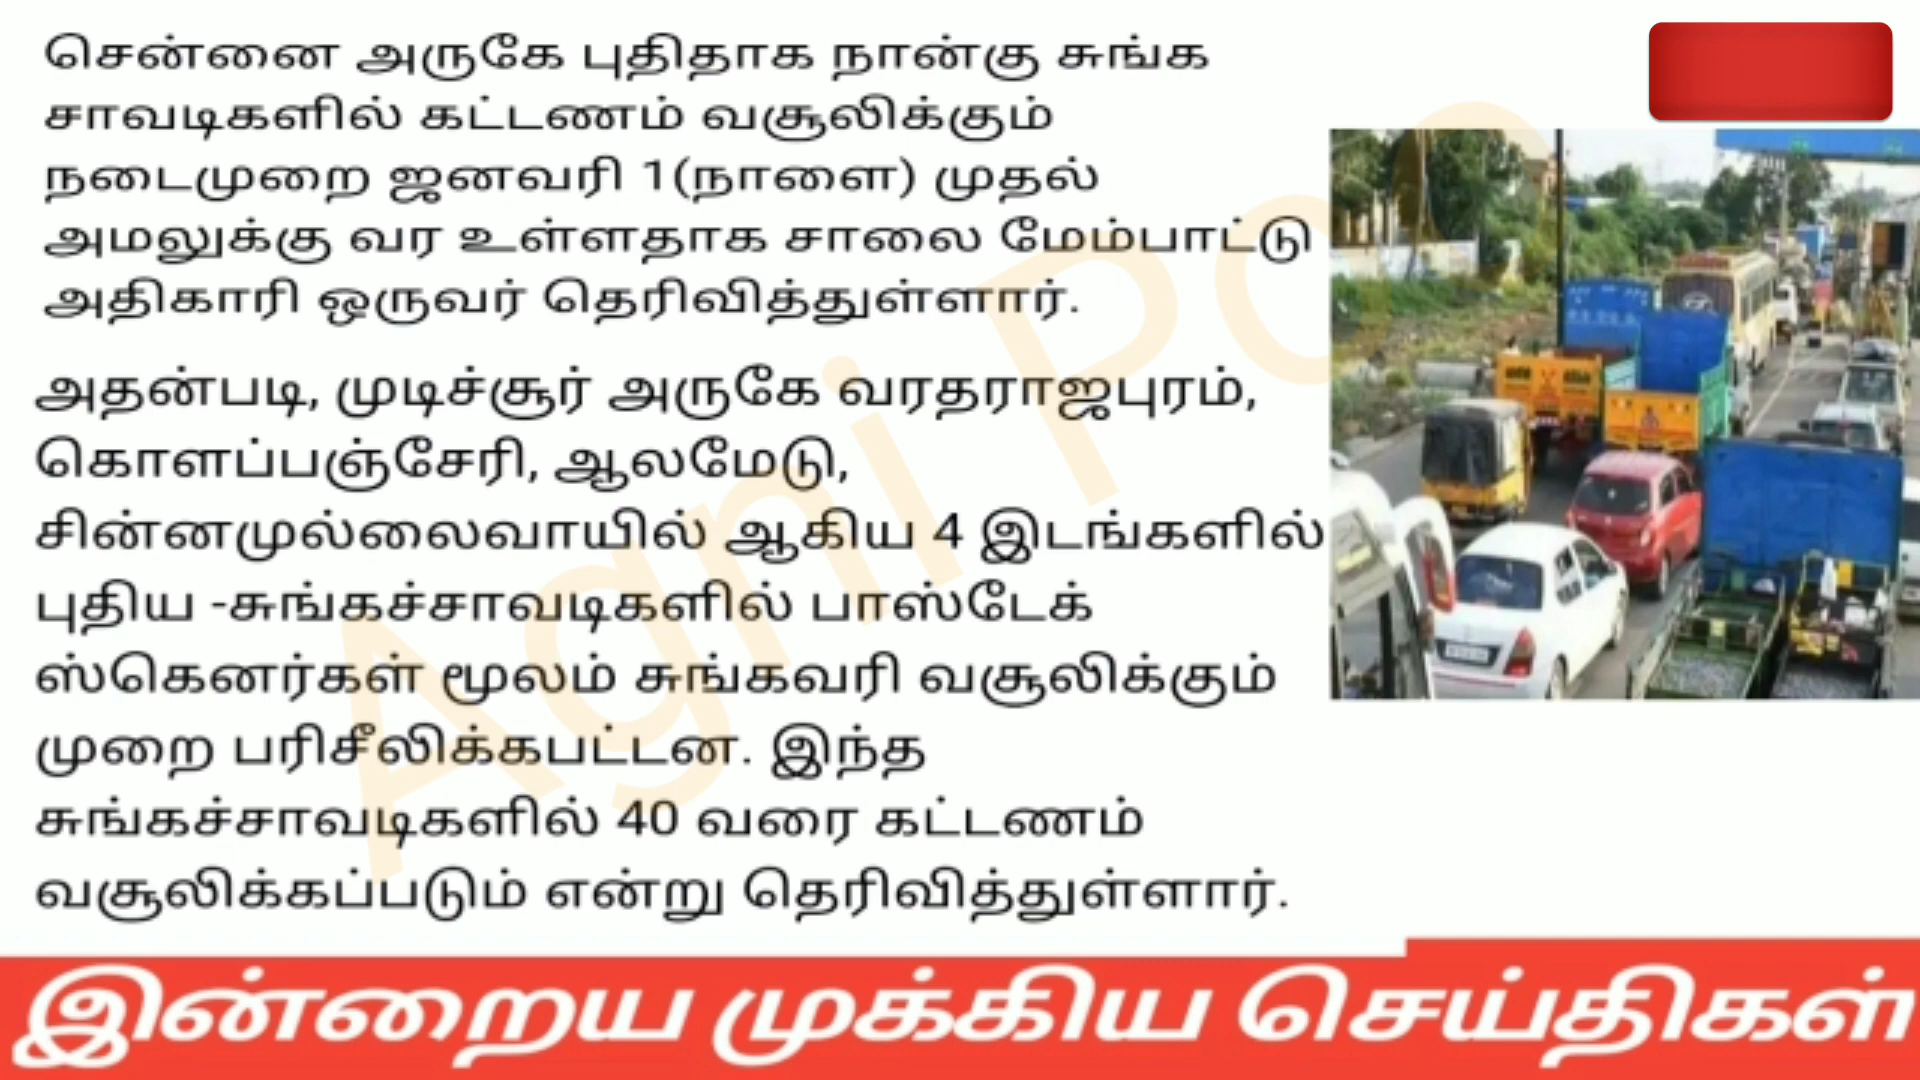 சென்னை அருகே புதிதாக நான்கு சுங்க
சாவடிகளில் கட்டணம் வசூலிக்கும்
நடைமுறை ஜனவரி 1(நாளை) முதல்
அமலுக்கு வர உள்ளதாக சாலை மேம்பாட்டு
அதிகாரி ஒருவர் தெரிவித்துள்ளார்.
அதன்படி, முடிச்சூர் அருகே வரதராஜபுரம்,
கொளப்பஞ்சேரி, ஆலமேடு,
சின்னமுல்லைவாயில் ஆகிய 4 இடங்களில்
புதிய -சுங்கச்சாவடிகளில் பாஸ்டேக்
ஸ்கெனர்கள் மூலம் சுங்கவரி வசூலிக்கும்
முறை பரிசீலிக்கபட்டன. இந்த
சுங்கச்சாவடிகளில் 40 வரை கட்டணம்
வசூலிக்கப்படும் என்று தெரிவித்துள்ளார்.
இன்றைய முக்கிய செய்திகள்
Agni